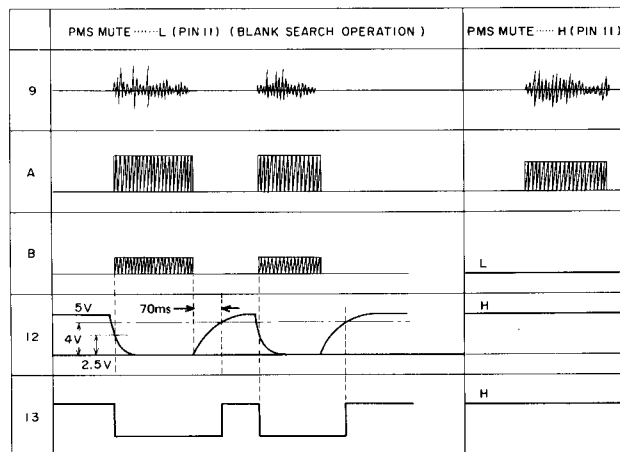 PMS MUTE ······ L (PIN 11) (BLANK SEARCH OPERATION)
PMS MUTE ····· H (PIN 11)
9
A
B
L
5V
70ms
H
12
4V
2.5V
13
H